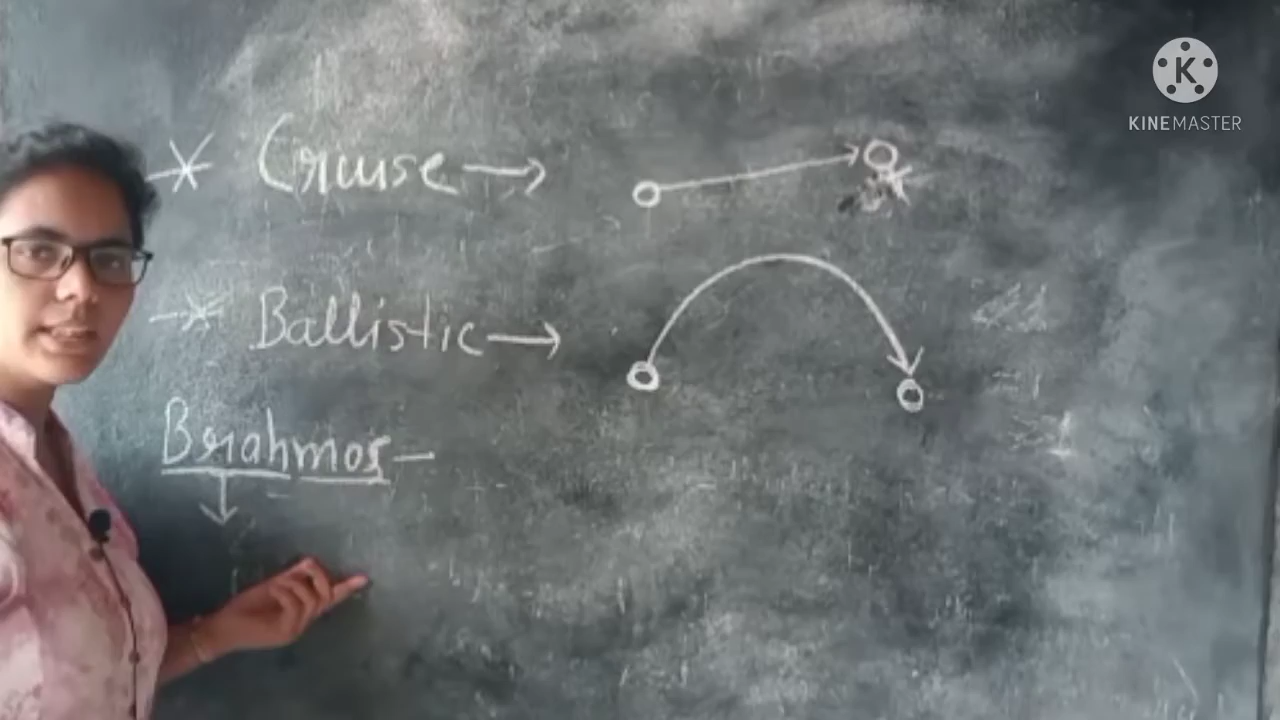 KINEMASTER
* Cruise →
* Ballistic →
Brahmos -